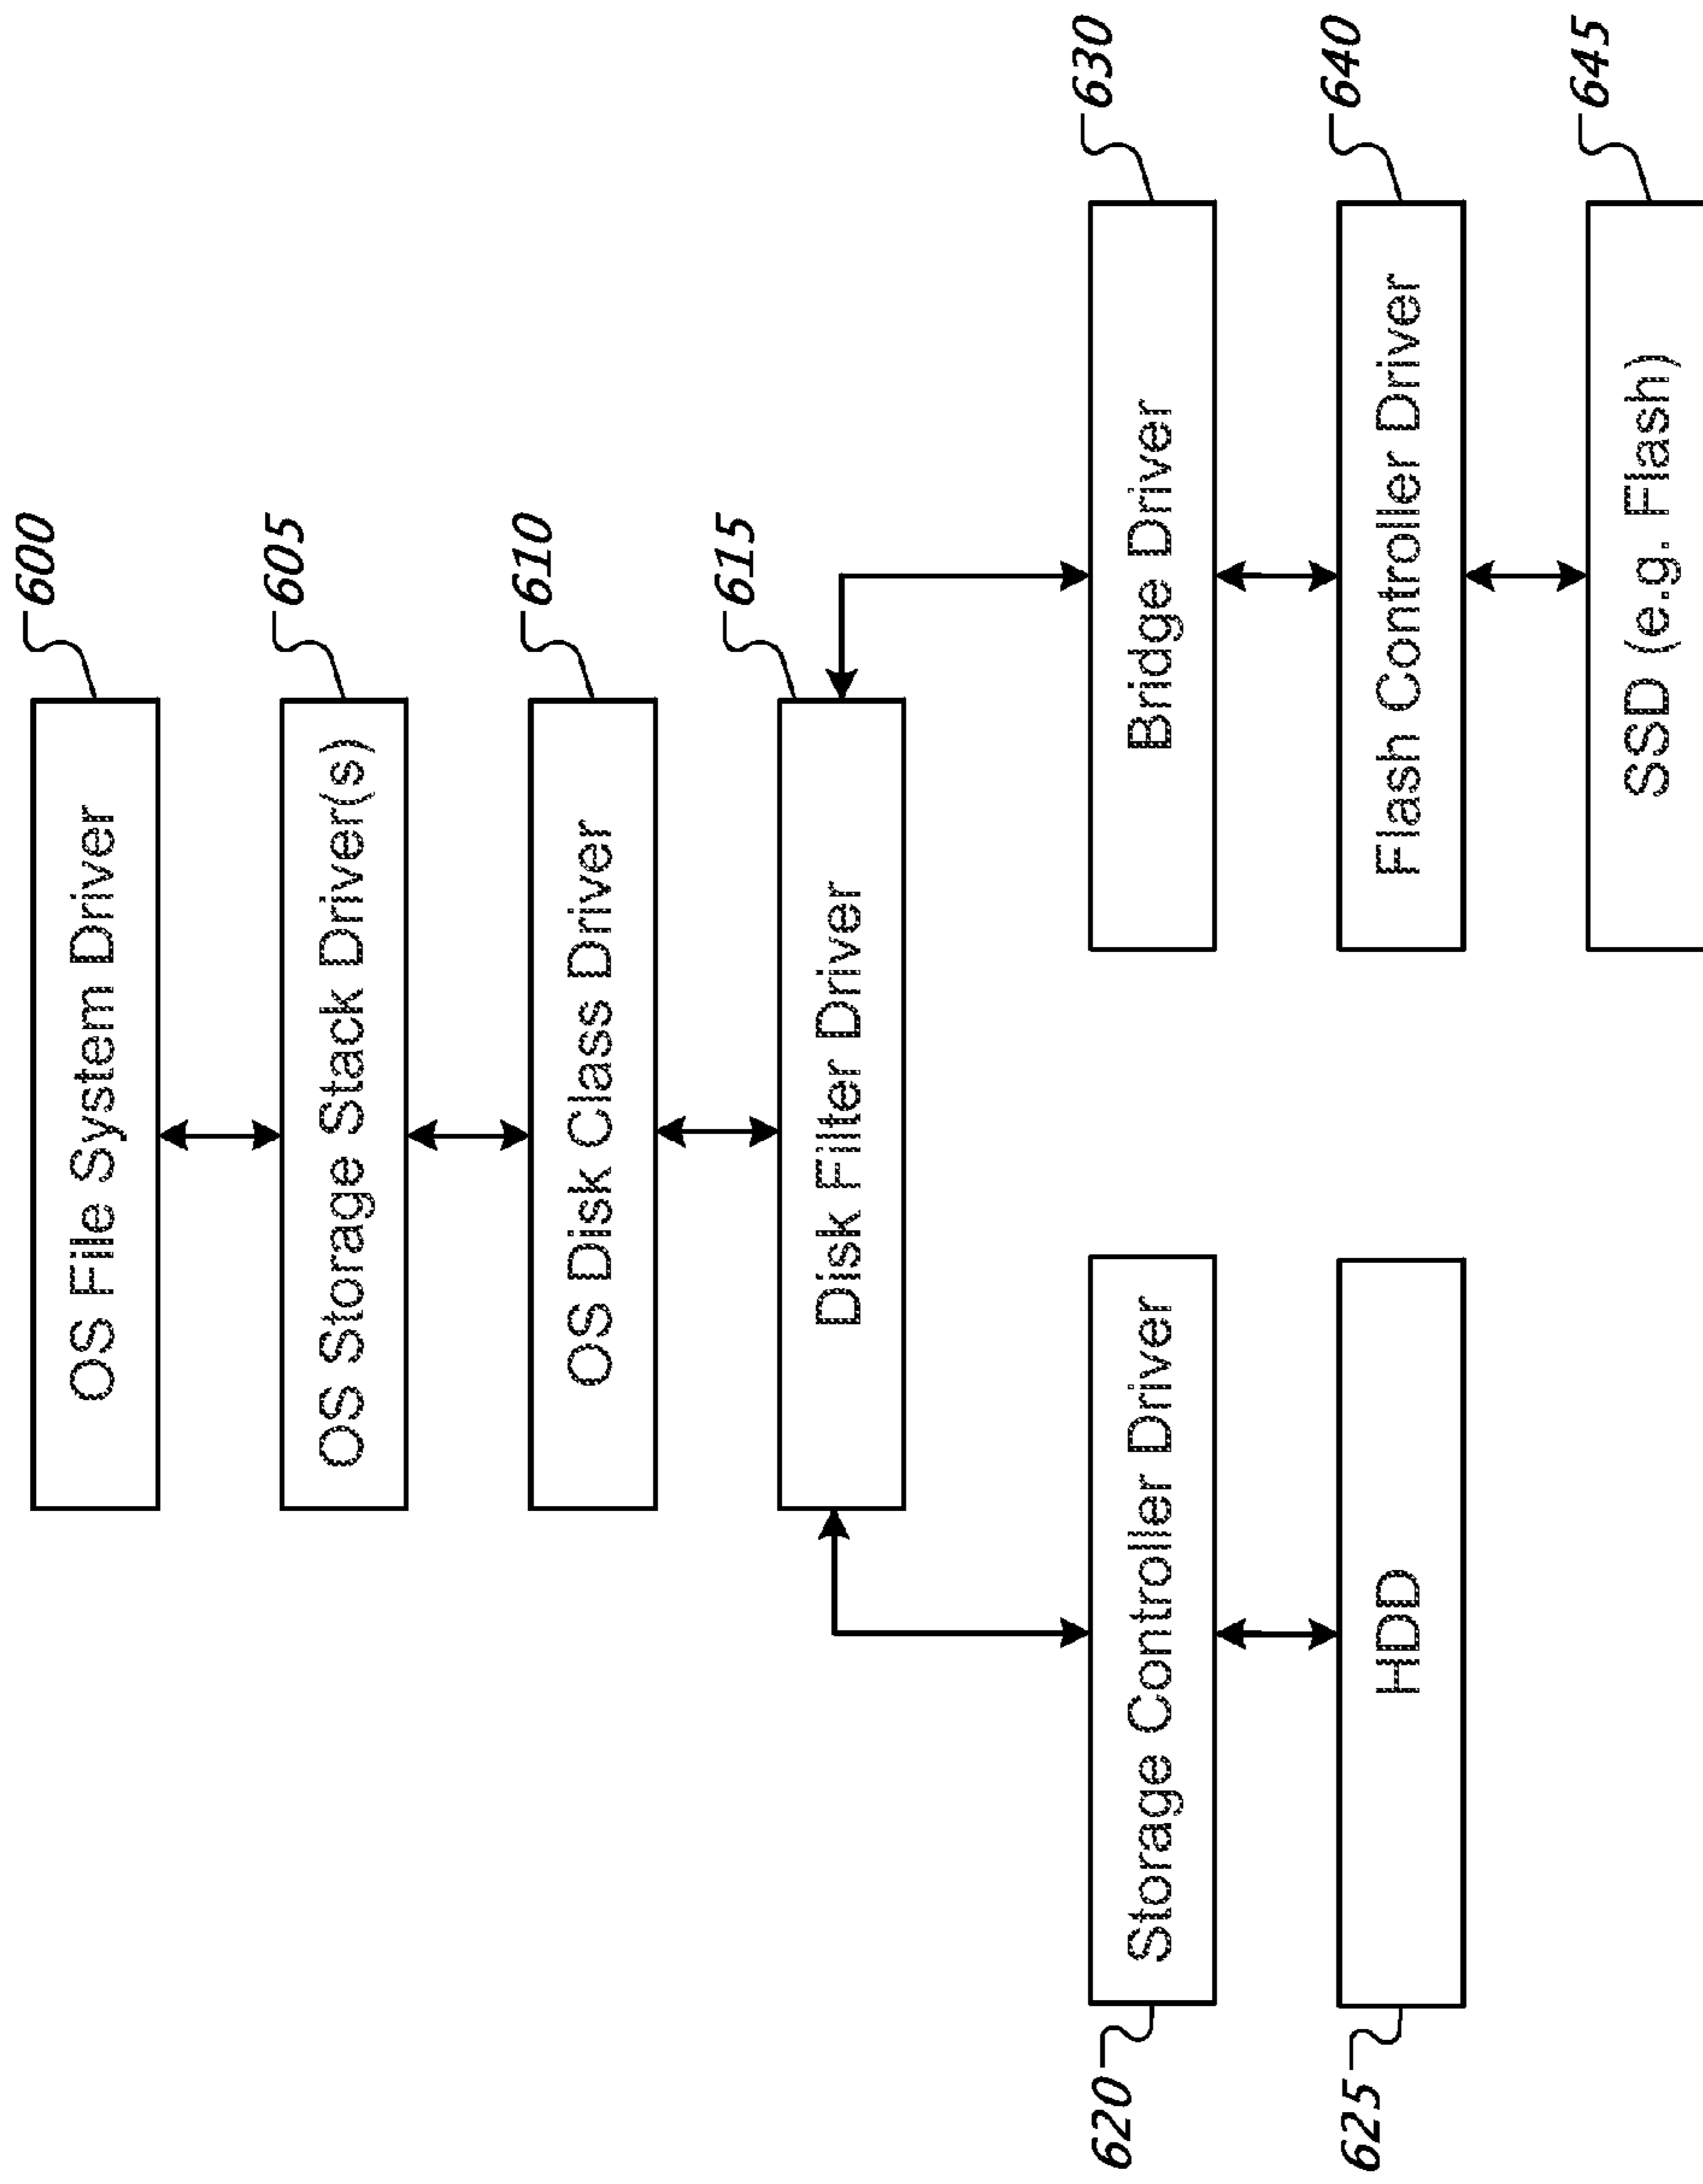 OS File System Driver
600
OS Storage Stack Driver(s)
605
OS Disk Class Driver
610
Disk Filter Driver
615
Storage Controller Driver
620
Bridge Driver
630
HDD
625
Flash Controller Driver
640
SSD (e.g. Flash)
645